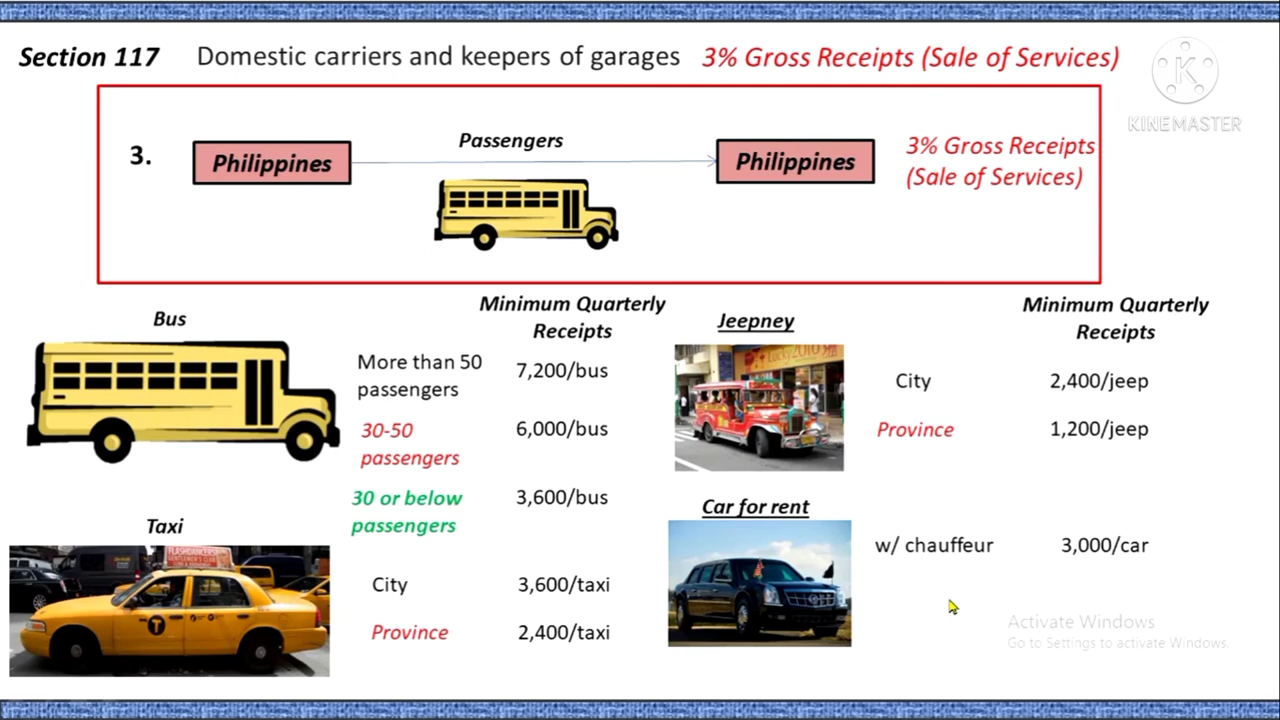 Section 117 Domestic carriers and keepers of garages 3% Gross Receipts (Sale of Services)
KINEMASTER
3.
Philippines
Passengers
Philippines
3% Gross Receipts
(Sale of Services)
Bus
Minimum Quarterly
Receipts
More than 50
passengers
7,200/bus
30-50
passengers
6,000/bus
30 or below
passengers
3,600/bus
Taxi
City 3,600/taxi
Province 2,400/taxi
Jeepney
Minimum Quarterly
Receipts
City 2,400/jeep
Province 1,200/jeep
Car for rent
w/ chauffeur 3,000/car
Activate Windows
Go to Settings to activate Windows.